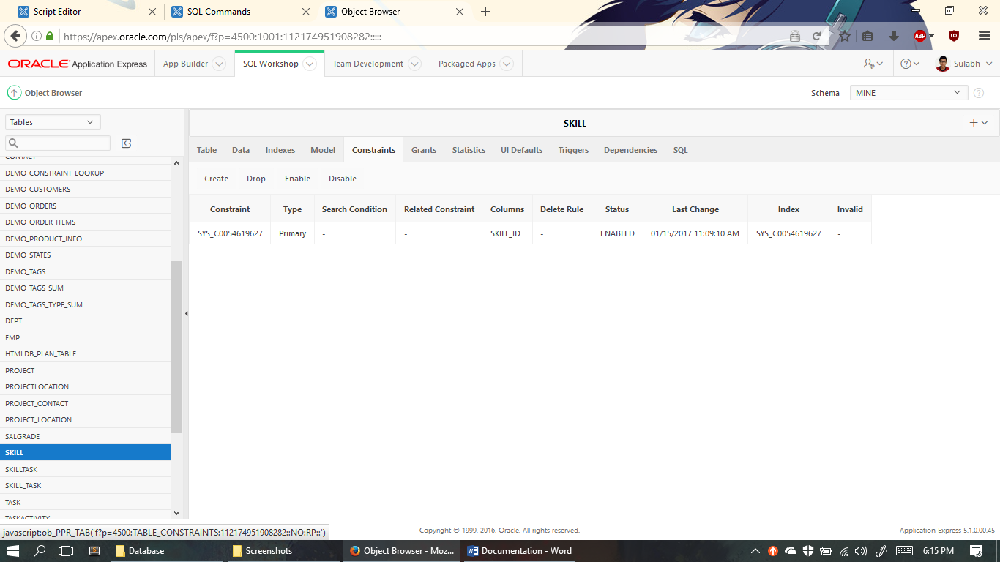 Script Editor SQL Commands Object Browser
https://apex.oracle.com/pls/apex/f?p=4500:1001:112174951908282:::::
ABP
ORACLE® Application Express App Builder SQL Workshop Team Development Packaged Apps Sulabh
Object Browser Schema MINE
Tables
SKILL
Table Data Indexes Model Constraints Grants Statistics UI Defaults Triggers Dependencies SQL
Create Drop Enable Disable
Constraint Type Search Condition Related Constraint Columns Delete Rule Status Last Change Index Invalid
SYS_C0054619627 Primary - - SKILL_ID - ENABLED 01/15/2017 11:09:10 AM SYS_C0054619627 -
CONTACT
DEMO_CONSTRAINT_LOOKUP
DEMO_CUSTOMERS
DEMO_ORDERS
DEMO_ORDER_ITEMS
DEMO_PRODUCT_INFO
DEMO_STATES
DEMO_TAGS
DEMO_TAGS_SUM
DEMO_TAGS_TYPE_SUM
DEPT
EMP
HTMLDB_PLAN_TABLE
PROJECT
PROJECTLOCATION
PROJECT_CONTACT
PROJECT_LOCATION
SALGRADE
SKILL
SKILLTASK
SKILL_TASK
TASK
TASKACTIVITY
javascript:ob_PPR_TAB('f?p=4500:TABLE_CONSTRAINTS:112174951908282::NO:RP::')
Copyright © 1999, 2016, Oracle. All rights reserved. Application Express 5.1.0.00.45
Database Screenshots Object Browser - Moz... Documentation - Word 6:15 PM